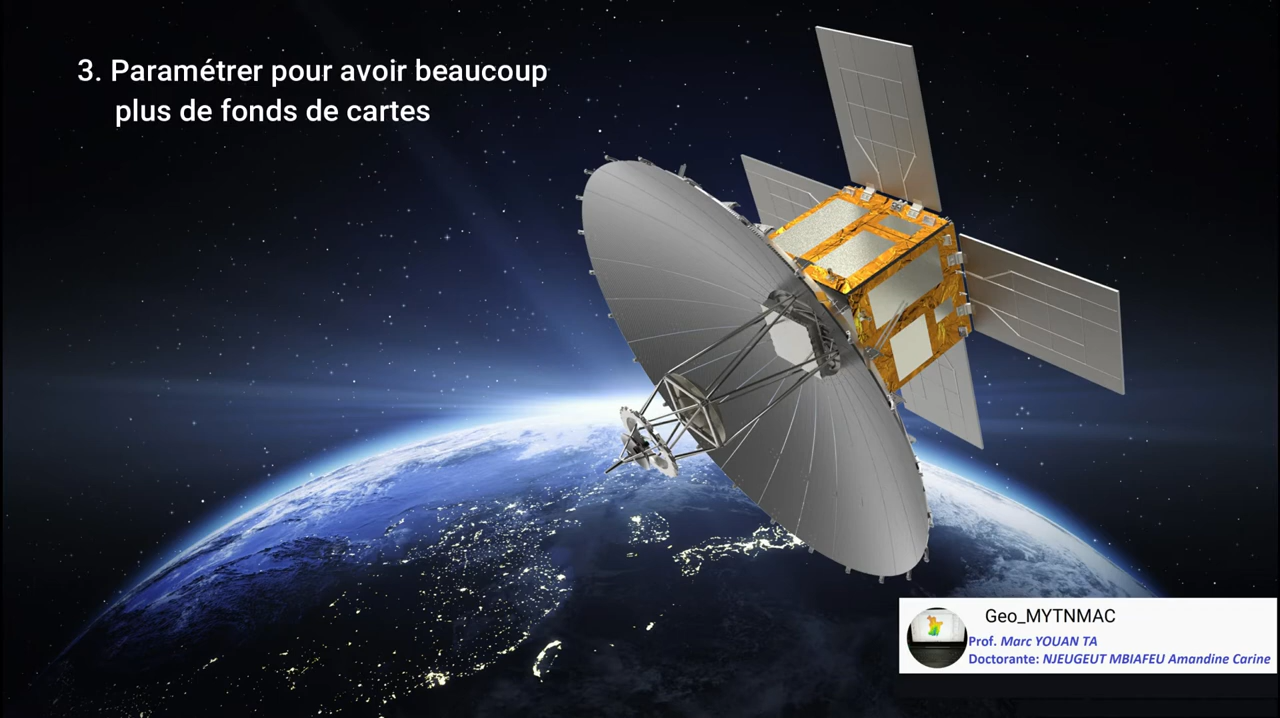 3. Paramétrer pour avoir beaucoup
plus de fonds de cartes
Geo_MYTNMAC
Prof. Marc YOUAN TA
Doctorante: NJEUGEUT MBIAFEU Amandine Carine